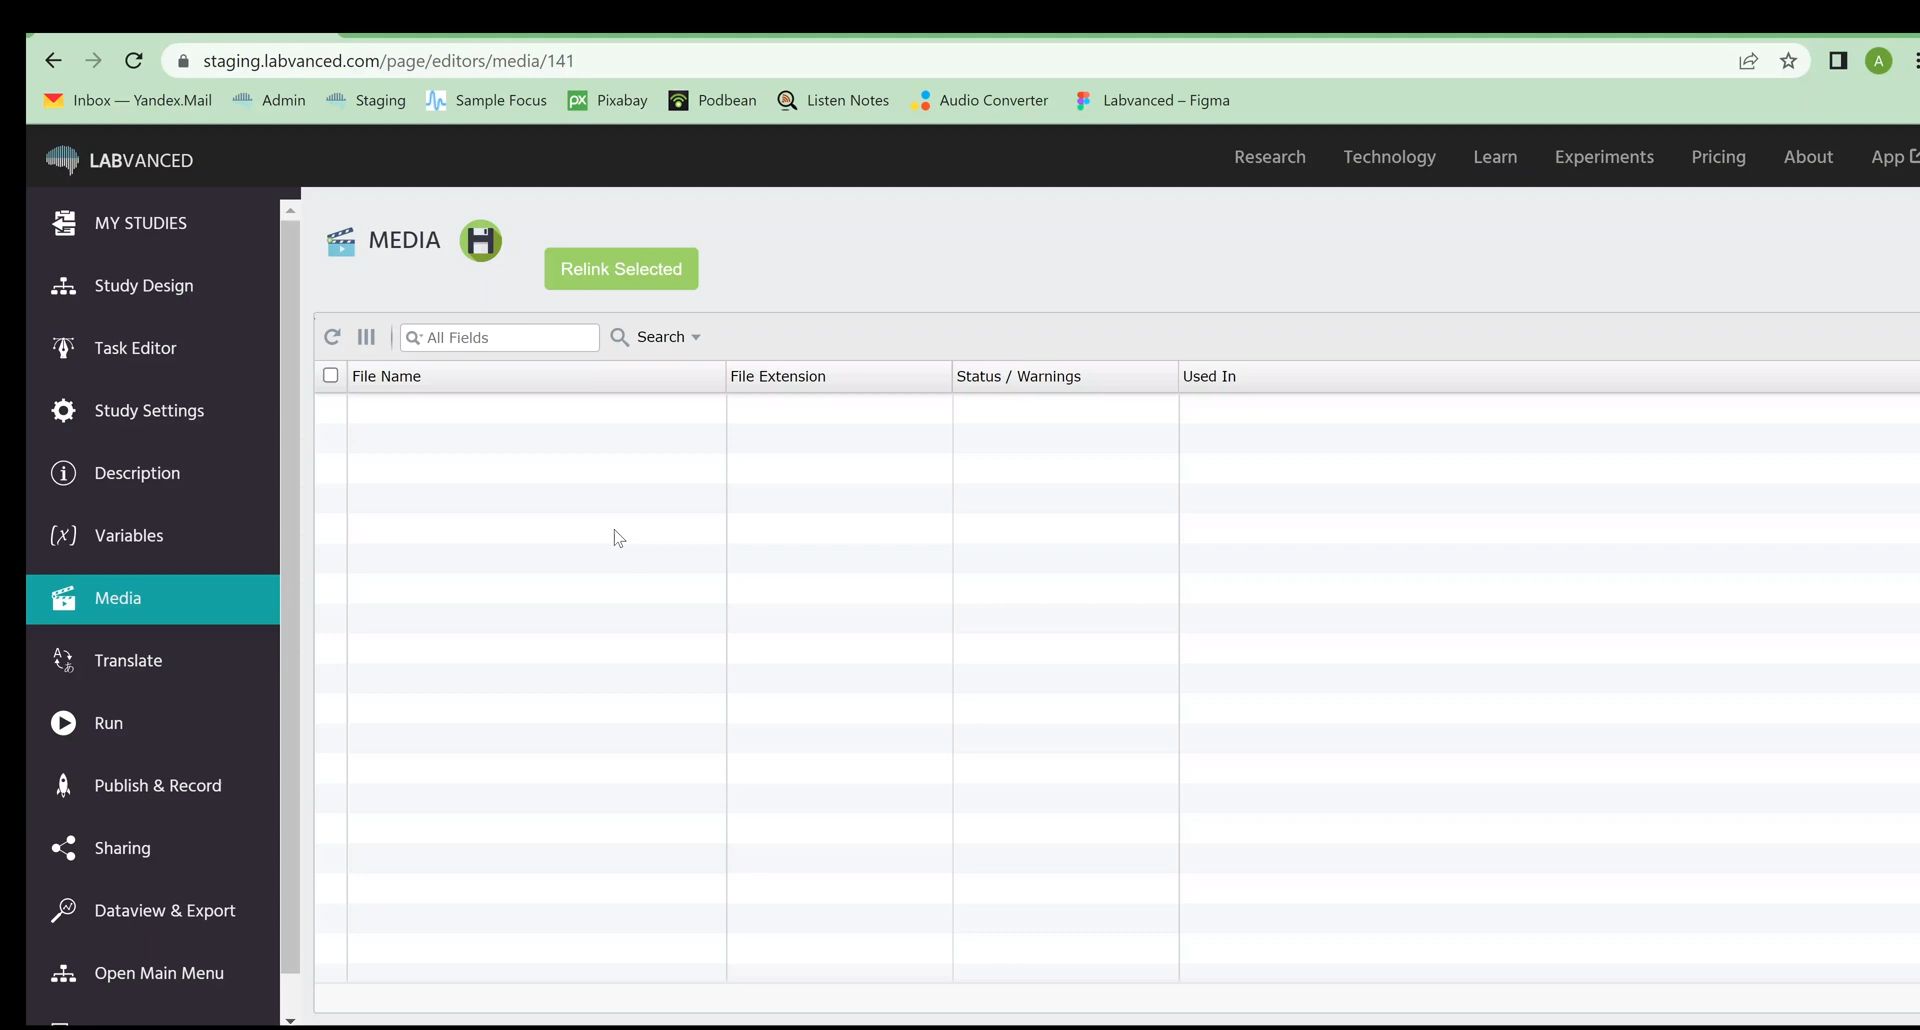 staging.labvanced.com/page/editors/media/141
A
Inbox — Yandex.Mail Admin Staging Sample Focus Pixabay Podbean Listen Notes Audio Converter Labvanced – Figma
LABVANCED Research Technology Learn Experiments Pricing About App
MY STUDIES
Study Design
Task Editor
Study Settings
Description
Variables
Media
Translate
Run
Publish & Record
Sharing
Dataview & Export
Open Main Menu
MEDIA
Relink Selected
All Fields Search
File Name File Extension Status / Warnings Used In